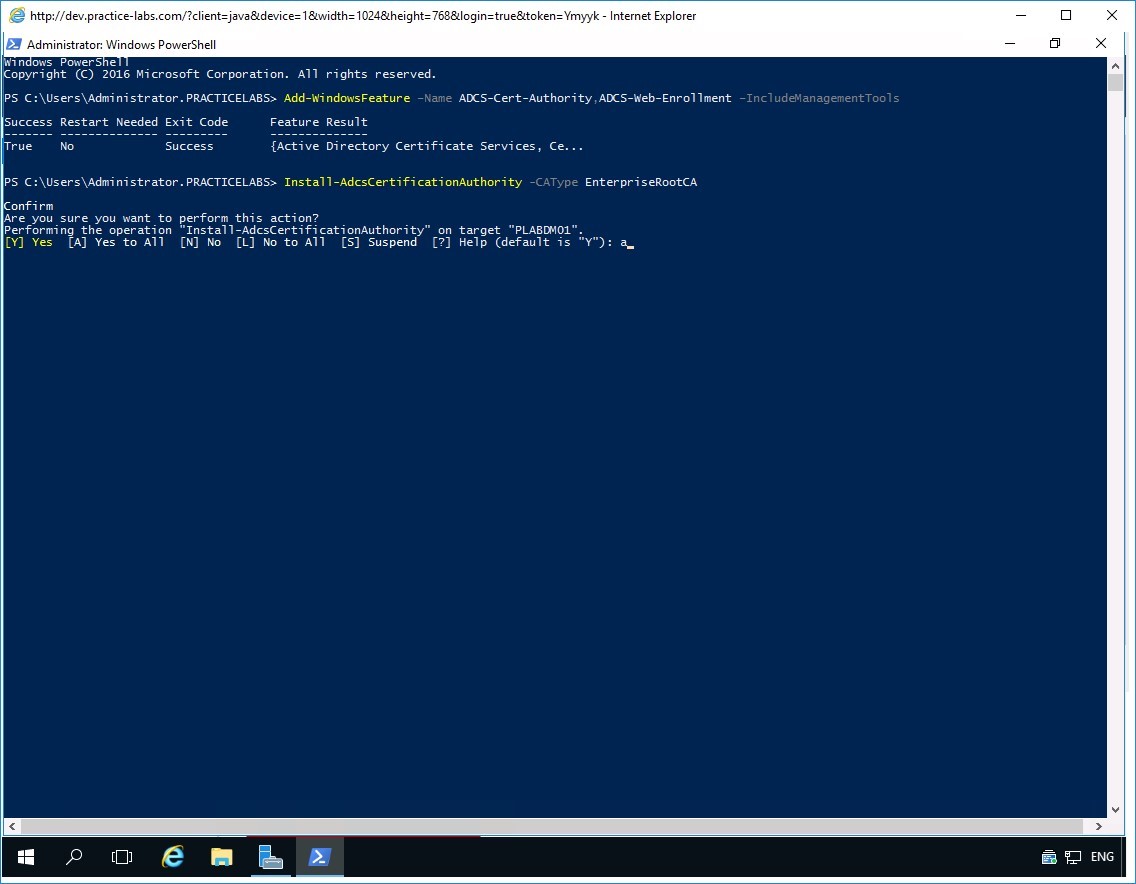 http://dev.practice-labs.com/?client=java&device=1&width=1024&height=768&login=true&token=Ymyyk - Internet Explorer
Administrator: Windows PowerShell
Windows PowerShell
Copyright (C) 2016 Microsoft Corporation. All rights reserved.
PS C:\Users\Administrator.PRACTICELABS> Add-WindowsFeature -Name ADCS-Cert-Authority,ADCS-Web-Enrollment -IncludeManagementTools
Success Restart Needed Exit Code      Feature Result
------- -------------- ---------      --------------
True    No             Success        {Active Directory Certificate Services, Ce...
PS C:\Users\Administrator.PRACTICELABS> Install-AdcsCertificationAuthority -CAType EnterpriseRootCA
Confirm
Are you sure you want to perform this action?
Performing the operation "Install-AdcsCertificationAuthority" on target "PLABDM01".
[Y] Yes  [A] Yes to All  [N] No  [L] No to All  [S] Suspend  [?] Help (default is "Y"): a_
ENG